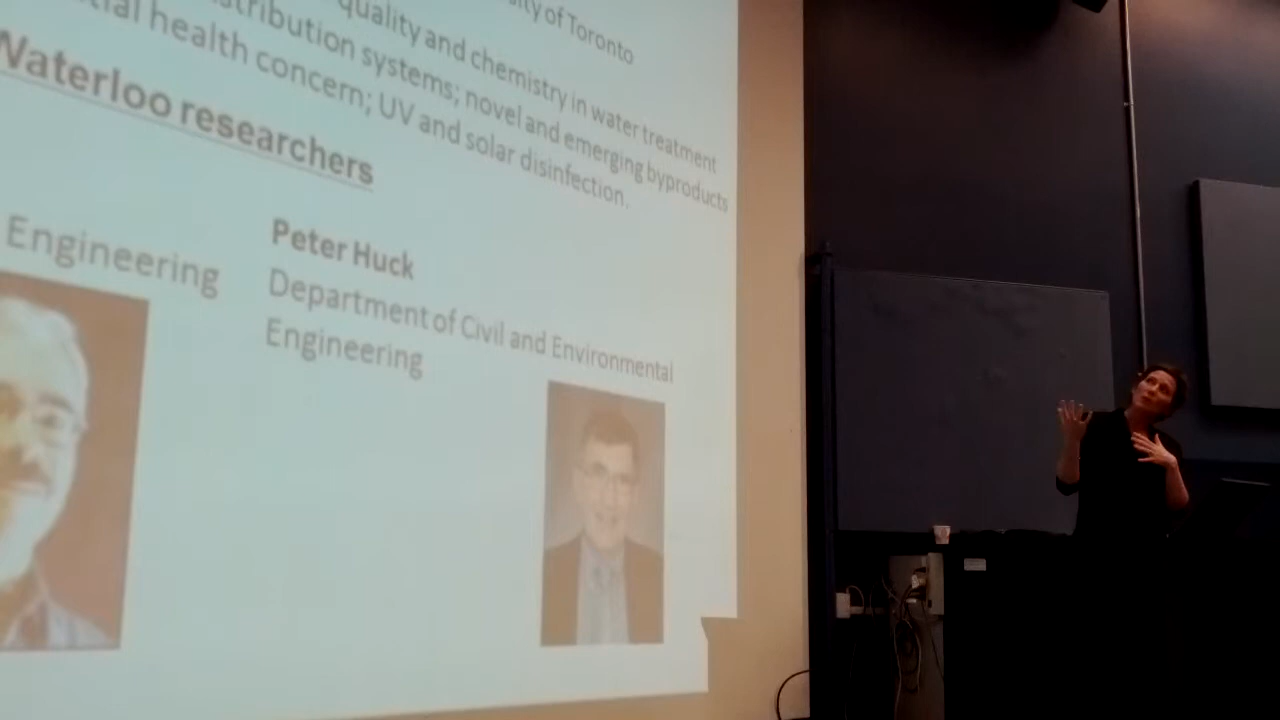 ity of Toronto
quality and chemistry in water treatment
stribution systems; novel and emerging byproducts
tial health concern; UV and solar disinfection.
Waterloo researchers
Peter Huck
Engineering
Department of Civil and Environmental
Engineering